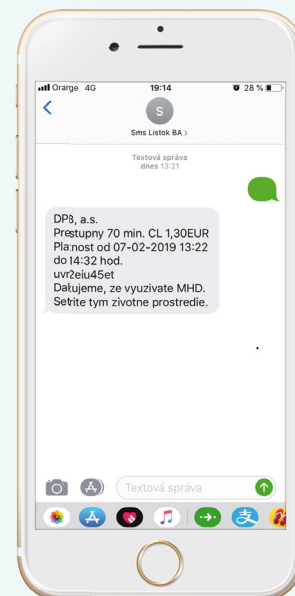 Orange 4G 19:14 28 %
S
Sms Listok BA >
Textová správa
dnes 13:21
DPB, a.s.
Prestupny 70 min. CL 1,30EUR
Platnost od 07-02-2019 13:22
do 14:32 hod.
uvr2eiu45et
Dakujeme, ze vyuzivate MHD.
Setrite tym zivotne prostredie.
Textová správa